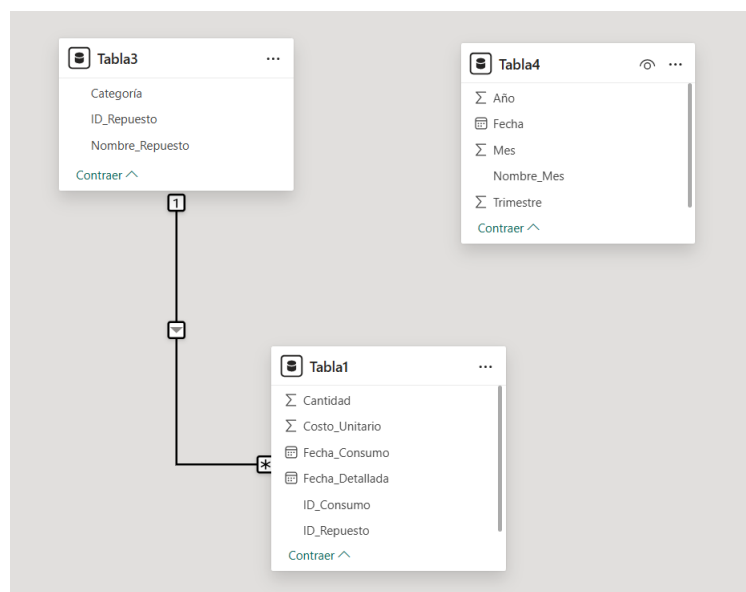 Tabla3
Categoría
ID_Repuesto
Nombre_Repuesto
Contraer
1
Tabla4
Año
Fecha
Mes
Nombre_Mes
Trimestre
Contraer
*
Tabla1
Cantidad
Costo_Unitario
Fecha_Consumo
Fecha_Detallada
ID_Consumo
ID_Repuesto
Contraer